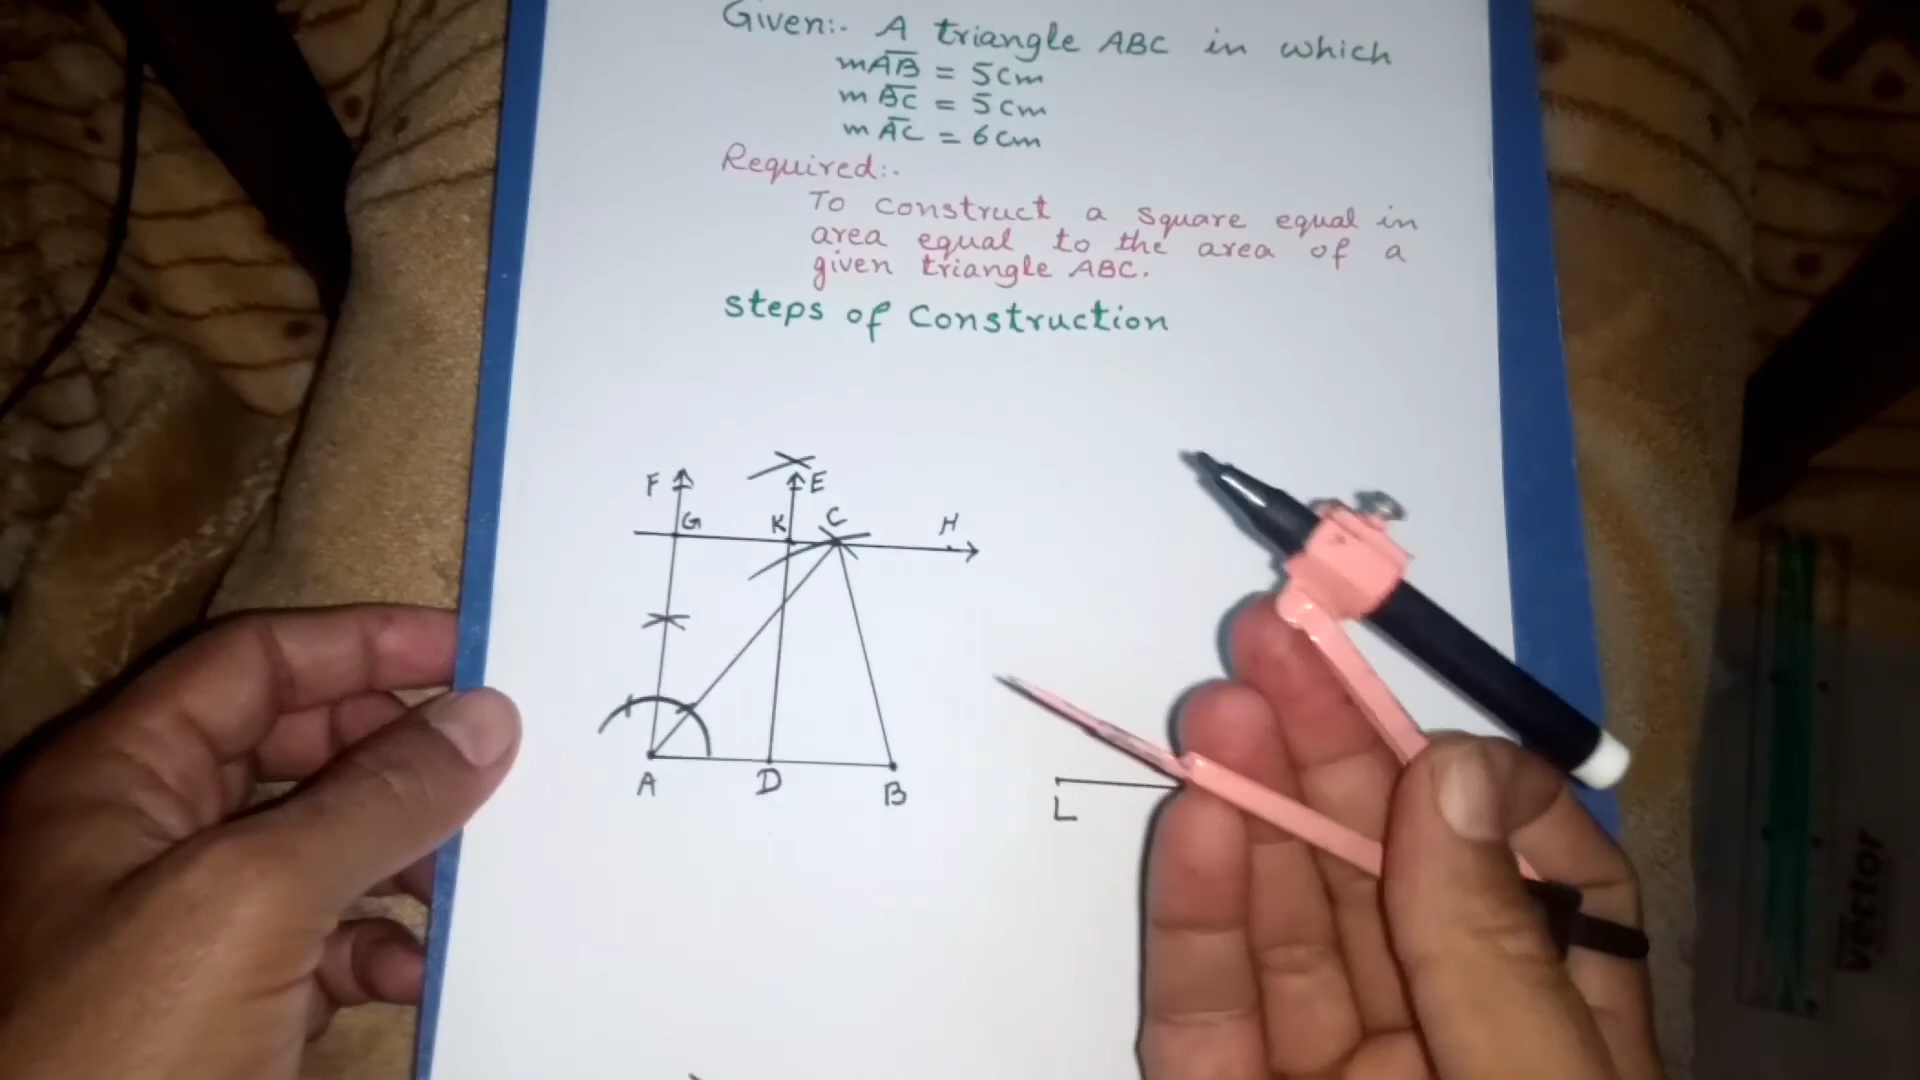 Given:- A triangle ABC in which
mAB = 5cm
mBC = 5cm
mAC = 6cm
Required:-
To construct a square equal in
area equal to the area of a
given triangle ABC.
Steps of Construction
F E
G K C H
A D B
L
Vector